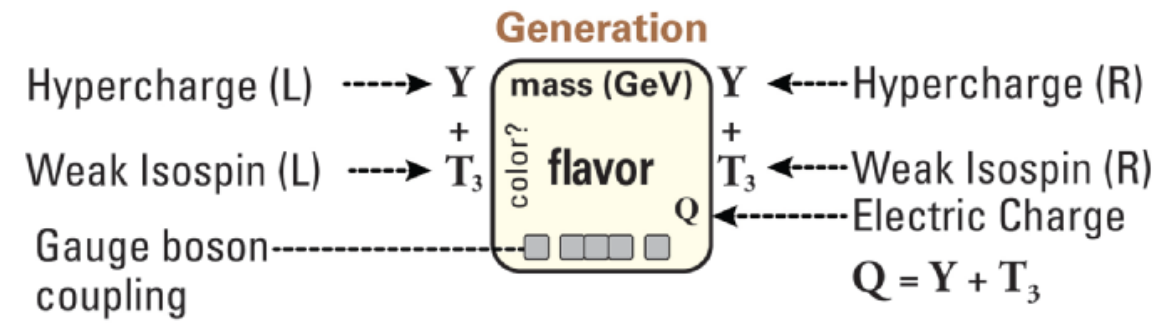 Generation
Hypercharge (L) Y mass (GeV) Y Hypercharge (R)
+ color? +
Weak Isospin (L) T₃ flavor T₃ Weak Isospin (R)
Q Electric Charge
Gauge boson
coupling
Q = Y + T₃